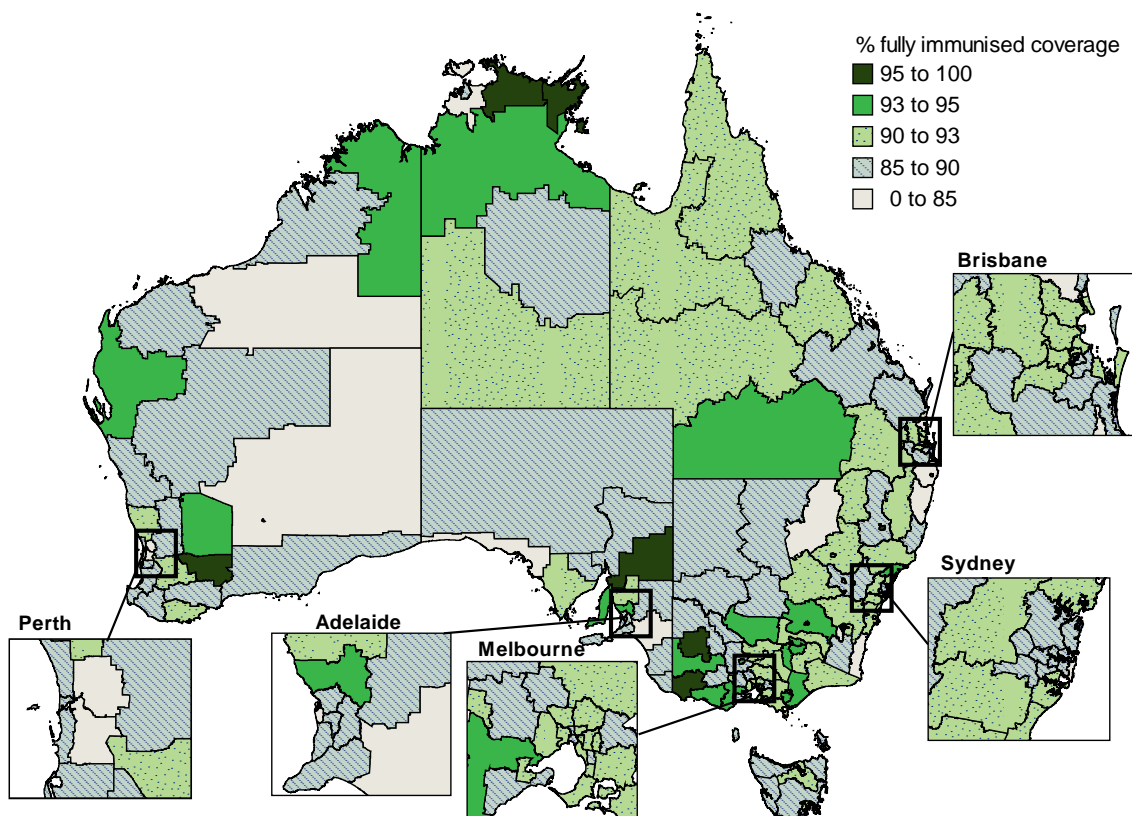 % fully immunised coverage
95 to 100
93 to 95
90 to 93
85 to 90
0 to 85
Brisbane
Sydney
Perth
Adelaide
Melbourne